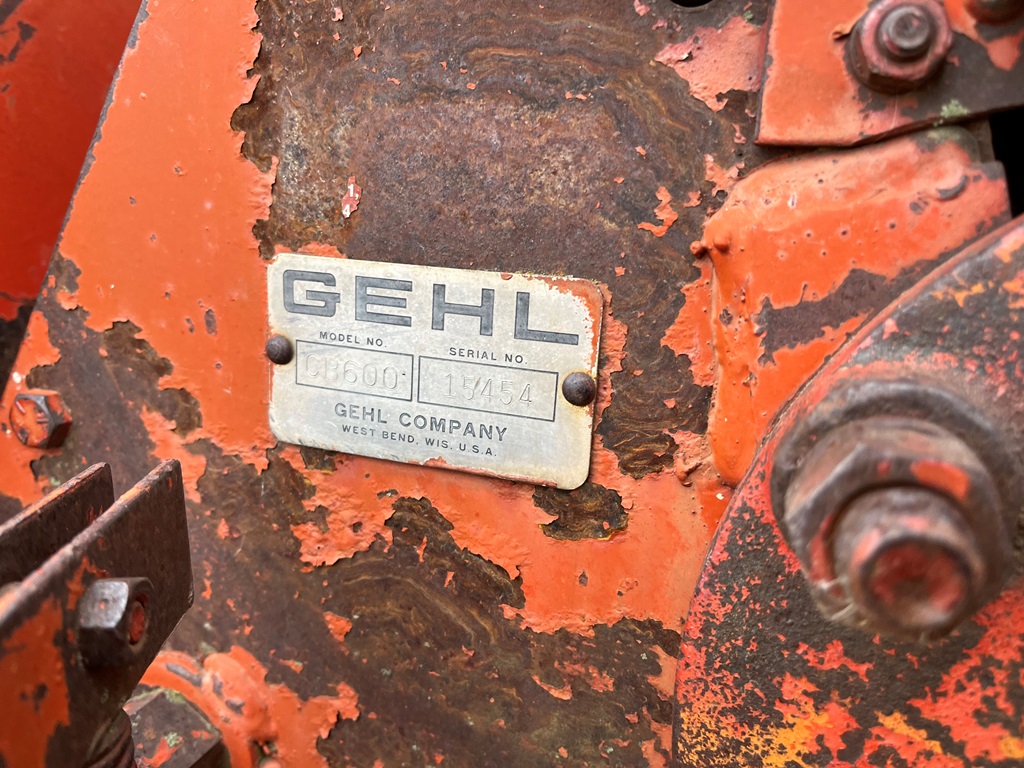 GEHL
MODEL NO. SERIAL NO.
CB600 15454
GEHL COMPANY
WEST BEND, WIS. U.S.A.